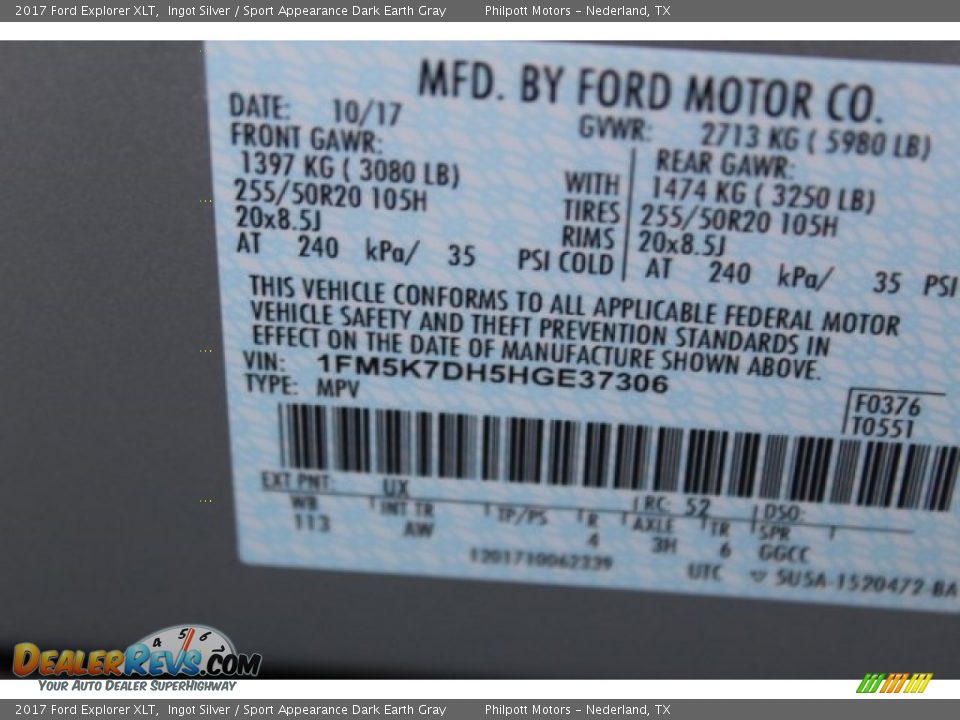 2017 Ford Explorer XLT, Ingot Silver / Sport Appearance Dark Earth Gray Philpott Motors – Nederland, TX
MFD. BY FORD MOTOR CO.
DATE: 10/17 GVWR: 2713 KG ( 5980 LB)
FRONT GAWR: REAR GAWR:
1397 KG ( 3080 LB) WITH 1474 KG ( 3250 LB)
255/50R20 105H TIRES 255/50R20 105H
20x8.5J RIMS 20x8.5J
AT 240 kPa/ 35 PSI COLD AT 240 kPa/ 35 PSI
THIS VEHICLE CONFORMS TO ALL APPLICABLE FEDERAL MOTOR
VEHICLE SAFETY AND THEFT PREVENTION STANDARDS IN
EFFECT ON THE DATE OF MANUFACTURE SHOWN ABOVE.
VIN: 1FM5K7DH5HGE37306
TYPE: MPV
F0376
T0551
EXT PNT: UX RC: 52 DSO:
WB INT TR TP/PS R AXLE TR SPR
113 AW 4 3H 6 GGCC
1201710062339
UTC 5U5A-1520472-BA
4 5 6
DEALERREVS.COM
YOUR AUTO DEALER SUPERHIGHWAY
2017 Ford Explorer XLT, Ingot Silver / Sport Appearance Dark Earth Gray Philpott Motors – Nederland, TX